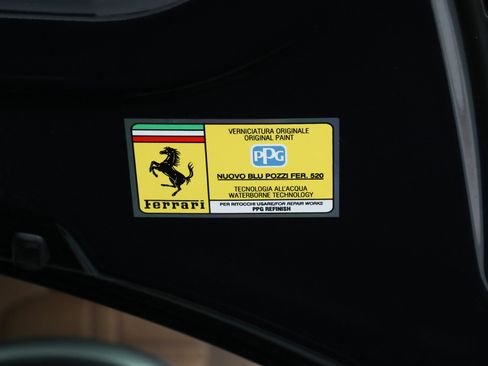 VERNICIATURA ORIGINALE
ORIGINAL PAINT
PPG
NUOVO BLU POZZI FER. 520
TECNOLOGIA ALL'ACQUA
WATERBORNE TECHNOLOGY
Ferrari
PER RITOCCHI USARE/FOR REPAIR WORKS
PPG REFINISH